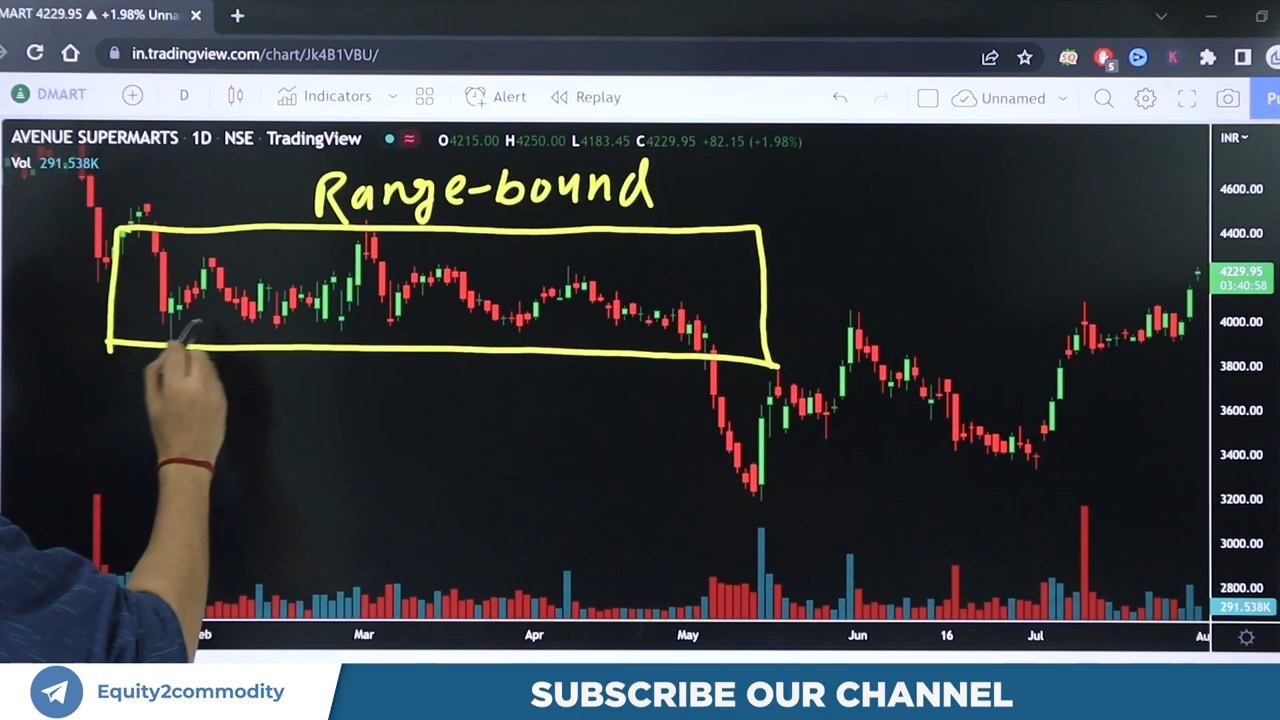 MART 4229.95 ▲ +1.98% Unna
in.tradingview.com/chart/Jk4B1VBU/
DMART
D
Indicators
Alert
Replay
Unnamed
Pu
AVENUE SUPERMARTS · 1D · NSE · TradingView
O4215.00 H4250.00 L4183.45 C4229.95 +82.15 (+1.98%)
INR
Vol 291.538K
Range-bound
4600.00
4400.00
4229.95
03:40:58
4000.00
3800.00
3600.00
3400.00
3200.00
3000.00
2800.00
291.538K
eb
Mar
Apr
May
Jun
16
Jul
Au
Equity2commodity
SUBSCRIBE OUR CHANNEL